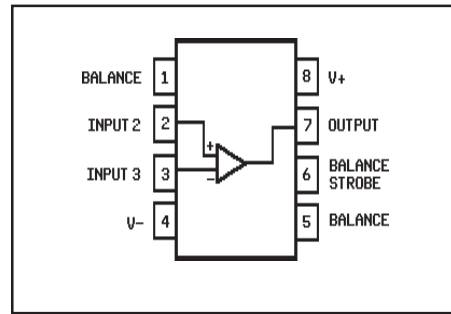 BALANCE 1
INPUT 2 2
INPUT 3 3
V- 4
8 V+
7 OUTPUT
6 BALANCE
STROBE
5 BALANCE
+
-